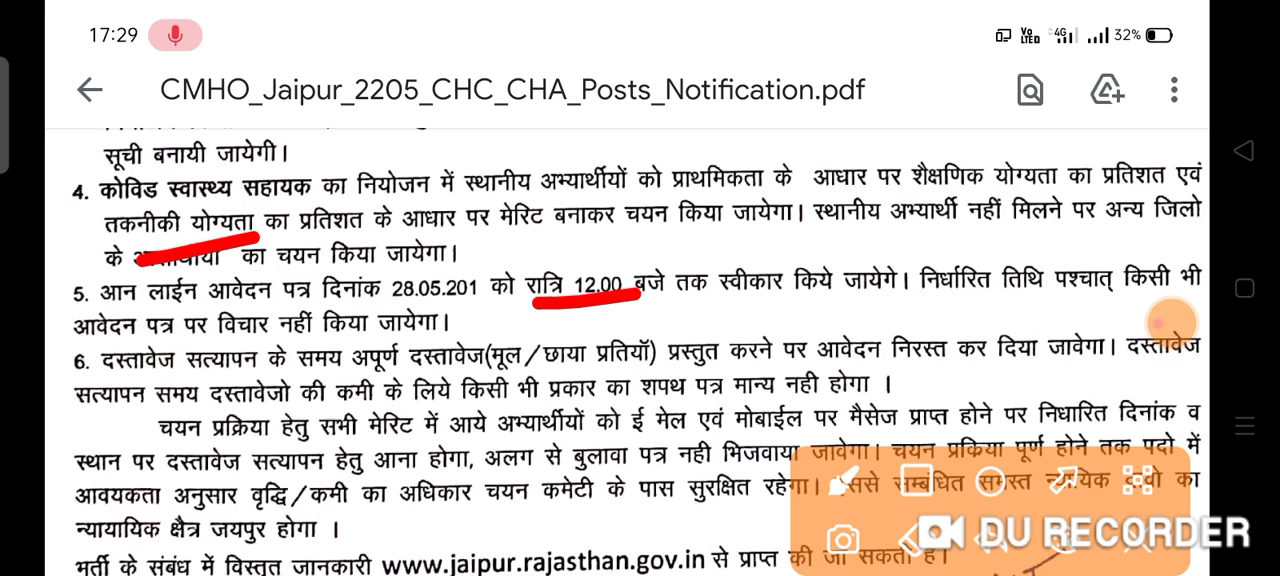 17:29
VoLTED 4G 32%
CMHO_Jaipur_2205_CHC_CHA_Posts_Notification.pdf
सूची बनायी जायेगी।
4. कोविड स्वास्थ्य सहायक का नियोजन में स्थानीय अभ्यार्थीयों को प्राथमिकता के आधार पर शैक्षणिक योग्यता का प्रतिशत एवं
तकनीकी योग्यता का प्रतिशत के आधार पर मेरिट बनाकर चयन किया जायेगा। स्थानीय अभ्यार्थी नहीं मिलने पर अन्य जिलो
के का चयन किया जायेगा।
5. आन लाईन आवेदन पत्र दिनांक 28.05.201 को रात्रि 12.00 बजे तक स्वीकार किये जायेगे। निर्धारित तिथि पश्चात् किसी भी
आवेदन पत्र पर विचार नहीं किया जायेगा।
6. दस्तावेज सत्यापन के समय अपूर्ण दस्तावेज(मूल/छाया प्रतियॉ) प्रस्तुत करने पर आवेदन निरस्त कर दिया जावेगा। दस्तावेज
सत्यापन समय दस्तावेजो की कमी के लिये किसी भी प्रकार का शपथ पत्र मान्य नही होगा ।
चयन प्रक्रिया हेतु सभी मेरिट में आये अभ्यार्थीयों को ई मेल एवं मोबाईल पर मैसेज प्राप्त होने पर निधारित दिनांक व
स्थान पर दस्तावेज सत्यापन हेतु आना होगा, अलग से बुलावा पत्र नही भिजवाया जावेगा। चयन प्रकिया पूर्ण होने तक पदो में
आवयकता अनुसार वृद्धि/कमी का अधिकार चयन कमेटी के पास सुरक्षित रहेगा। सम्बंधित समस्त का
न्यायायिक क्षैत्र जयपुर होगा ।
DU RECORDER
भर्ती के संबंध में विस्तृत जानकारी www.jaipur.rajasthan.gov.in से प्राप्त की जा सकती है।